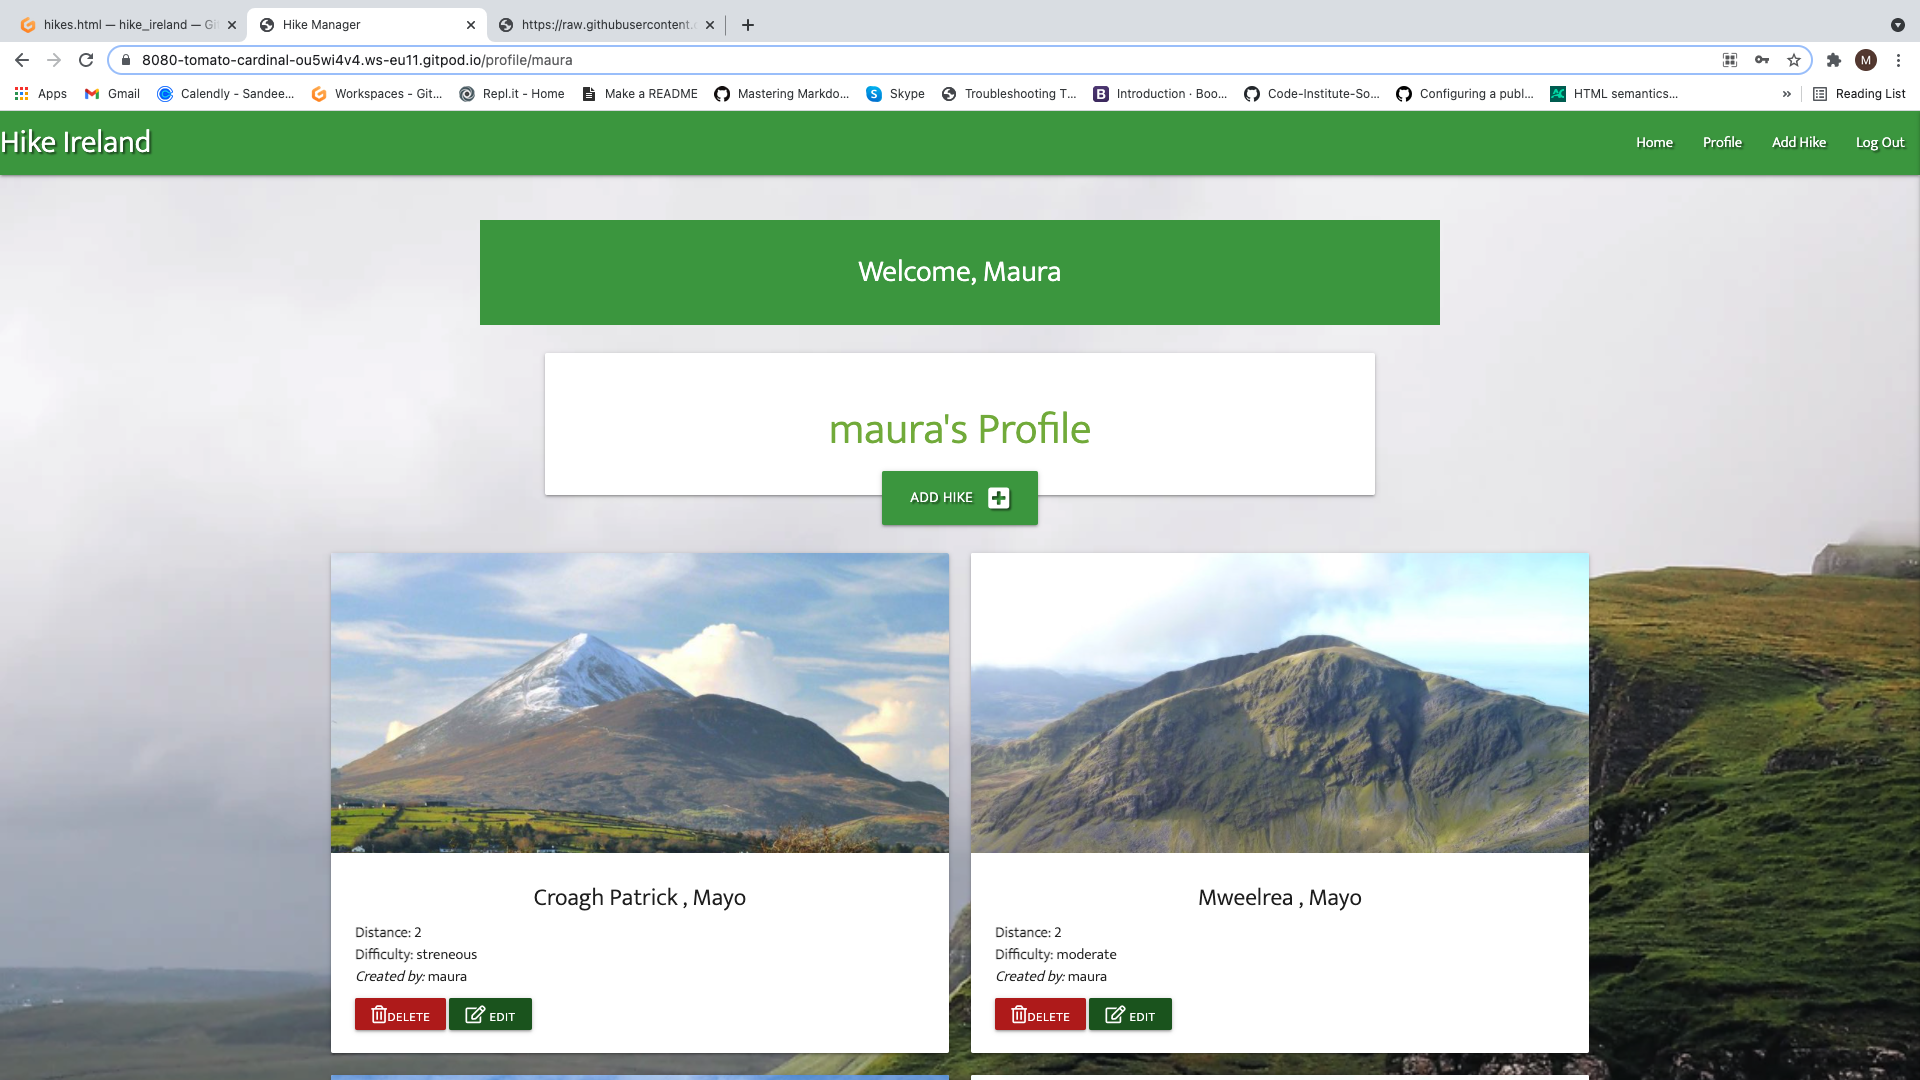 hikes.html — hike_ireland — Gi
Hike Manager
https://raw.githubusercontent.c
8080-tomato-cardinal-ou5wi4v4.ws-eu11.gitpod.io/profile/maura
M
Apps
Gmail
Calendly - Sandee...
Workspaces - Git...
Repl.it - Home
Make a README
Mastering Markdo...
Skype
Troubleshooting T...
Introduction · Boo...
Code-Institute-So...
Configuring a publ...
HTML semantics...
»
Reading List
Hike Ireland
Home
Profile
Add Hike
Log Out
Welcome, Maura
maura's Profile
ADD HIKE
Croagh Patrick , Mayo
Distance: 2
Difficulty: streneous
Created by: maura
DELETE
EDIT
Mweelrea , Mayo
Distance: 2
Difficulty: moderate
Created by: maura
DELETE
EDIT